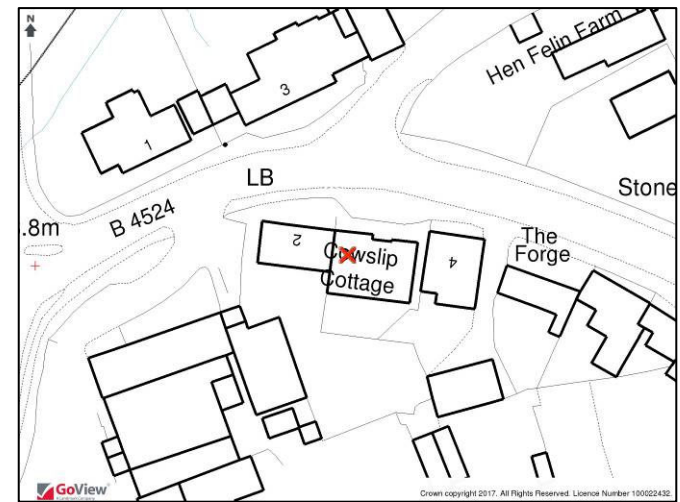 N
Hen Felin Farm
3
1
LB
Stone
.8m
B 4524
2
Cowslip
Cottage
4
The
Forge
GoView
Crown copyright 2017. All Rights Reserved. Licence Number 100022432.